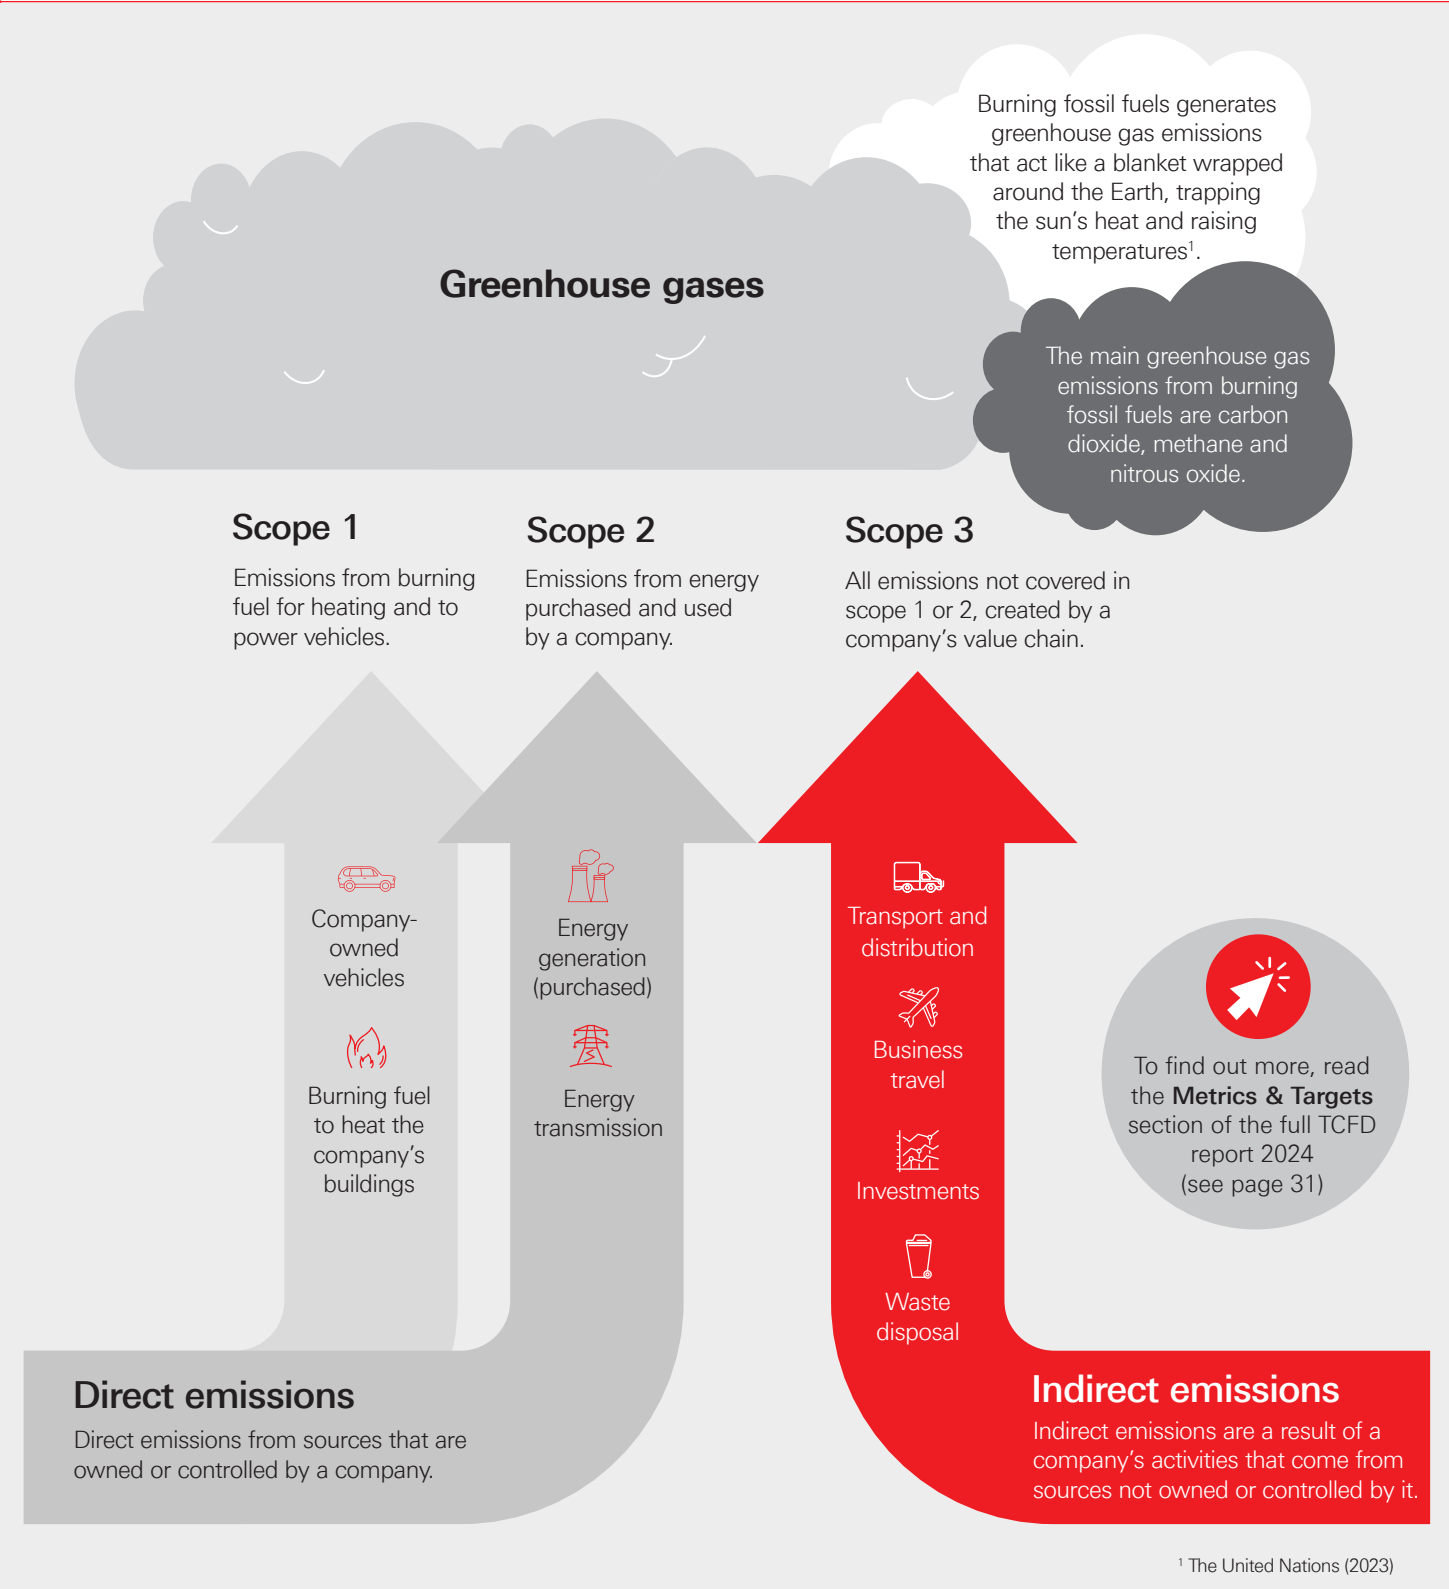 Burning fossil fuels generates
greenhouse gas emissions
that act like a blanket wrapped
around the Earth, trapping
the sun's heat and raising
temperatures¹.
Greenhouse gases
The main greenhouse gas
emissions from burning
fossil fuels are carbon
dioxide, methane and
nitrous oxide.
Scope 1
Emissions from burning
fuel for heating and to
power vehicles.
Scope 2
Emissions from energy
purchased and used
by a company.
Scope 3
All emissions not covered in
scope 1 or 2, created by a
company's value chain.
Company-
owned
vehicles
Burning fuel
to heat the
company's
buildings
Energy
generation
(purchased)
Energy
transmission
Transport and
distribution
Business
travel
Investments
Waste
disposal
To find out more, read
the Metrics & Targets
section of the full TCFD
report 2024
(see page 31)
Direct emissions
Direct emissions from sources that are
owned or controlled by a company.
Indirect emissions
Indirect emissions are a result of a
company's activities that come from
sources not owned or controlled by it.
¹ The United Nations (2023)